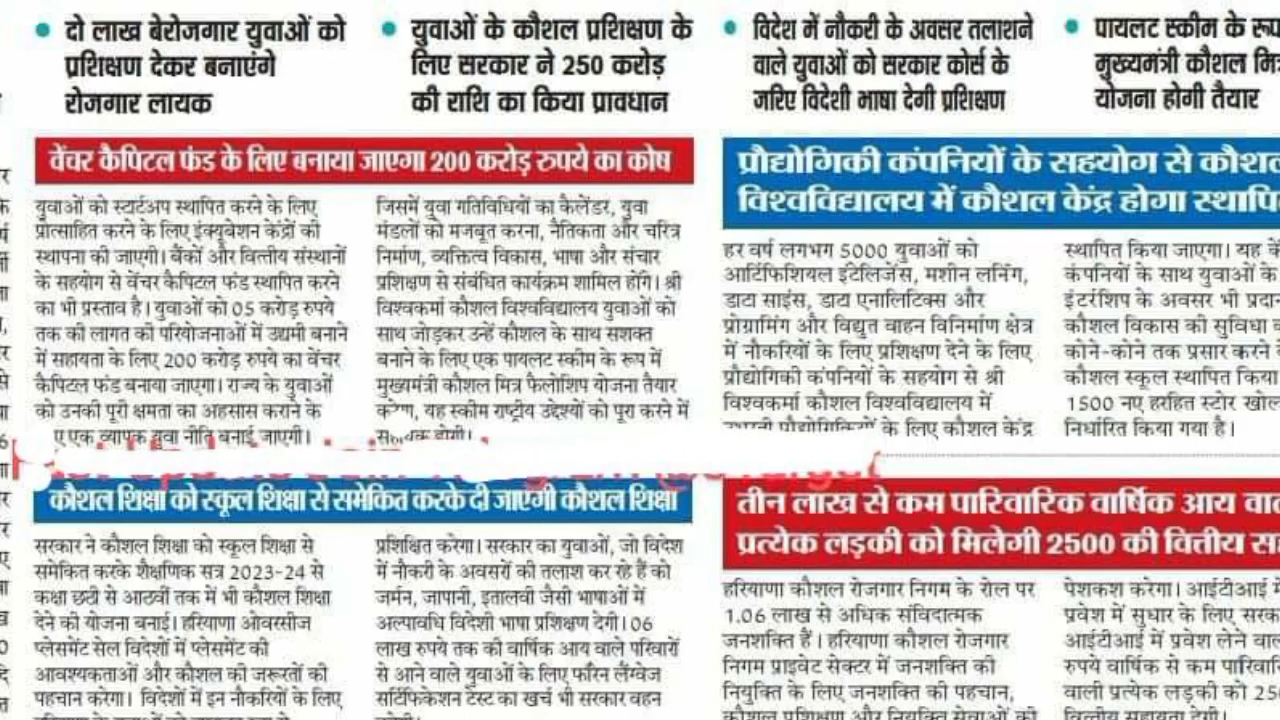 दो लाख बेरोजगार युवाओं को
प्रशिक्षण देकर बनाएंगे
रोजगार लायक
युवाओं के कौशल प्रशिक्षण के
लिए सरकार ने 250 करोड़
की राशि का किया प्रावधान
विदेश में नौकरी के अवसर तलाशने
वाले युवाओं को सरकार कोर्स के
जरिए विदेशी भाषा देगी प्रशिक्षण
पायलट स्कीम के
मुख्यमंत्री कौशल
योजना होगी तैयार
वेंचर कैपिटल फंड के लिए बनाया जाएगा 200 करोड़ रुपये का कोष
युवाओं को स्टार्टअप स्थापित करने के लिए
प्रोत्साहित करने के लिए इंक्यूबेशन केंद्रों की
स्थापना की जाएगी। बैंकों और वित्तीय संस्थानों
के सहयोग से वेंचर कैपिटल फंड स्थापित करने
का भी प्रस्ताव है। युवाओं को 05 करोड़ रुपये
तक की लागत की परियोजनाओं में उद्यमी बनाने
में सहायता के लिए 200 करोड़ रुपये का वेंचर
कैपिटल फंड बनाया जाएगा। राज्य के युवाओं
को उनकी पूरी क्षमता का अहसास कराने के
एक व्यापक युवा नीति बनाई जाएगी।
जिसमें युवा गतिविधियों का कैलेंडर, युवा
मंडलों को मजबूत करना, नैतिकता और चरित्र
निर्माण, व्यक्तित्व विकास, भाषा और संचार
प्रशिक्षण से संबंधित कार्यक्रम शामिल होंगे। श्री
विश्वकर्मा कौशल विश्वविद्यालय युवाओं को
साथ जोड़कर उन्हें कौशल के साथ सशक्त
बनाने के लिए एक पायलट स्कीम के रूप में
मुख्यमंत्री कौशल मित्र फैलोशिप योजना तैयार
यह स्कीम राष्ट्रीय उद्देश्यों को पूरा करने में
होगी।
प्रौद्योगिकी कंपनियों के सहयोग से
विश्वविद्यालय में कौशल केंद्र होगा
हर वर्ष लगभग 5000 युवाओं को
आर्टिफिशियल इंटेलिजेंस, मशीन लर्निंग,
डाटा साइंस, डाटा एनालिटिक्स और
प्रोग्रामिंग और विद्युत वाहन विनिर्माण क्षेत्र
में नौकरियों के लिए प्रशिक्षण देने के लिए
प्रौद्योगिकी कंपनियों के सहयोग से श्री
विश्वकर्मा कौशल विश्वविद्यालय में
के लिए कौशल केंद्र
स्थापित किया जाएगा। यह
कंपनियों के साथ युवाओं के
इंटर्नशिप के अवसर भी
कौशल विकास की सुविधा
कोने-कोने तक प्रसार करने
कौशल स्कूल स्थापित किया
1500 नए हरहित स्टोर
निर्धारित किया गया है।
कौशल शिक्षा को स्कूल शिक्षा से समेकित करके दी जाएगी कौशल शिक्षा
सरकार ने कौशल शिक्षा को स्कूल शिक्षा से
समेकित करके शैक्षणिक सत्र 2023-24 से
कक्षा छठी से आठवीं तक में भी कौशल शिक्षा
देने की योजना बनाई। हरियाणा ओवरसीज
प्लेसमेंट सेल विदेशों में प्लेसमेंट की
आवश्यकताओं और कौशल की जरूरतों की
पहचान करेगा। विदेशों में इन नौकरियों के लिए
प्रशिक्षित करेगा। सरकार का युवाओं, जो विदेश
में नौकरी के अवसरों की तलाश कर रहे हैं को
जर्मन, जापानी, इतालवी जैसी भाषाओं में
अल्पावधि विदेशी भाषा प्रशिक्षण देगी। 06
लाख रुपये तक की वार्षिक आय वाले परिवारों
से आने वाले युवाओं के लिए फॉरेन लैंग्वेज
सर्टिफिकेशन टेस्ट का खर्च भी सरकार वहन
तीन लाख से कम पारिवारिक वार्षिक आय
प्रत्येक लड़की को मिलेगी 2500 की वित्तीय
हरियाणा कौशल रोजगार निगम के रोल पर
1.06 लाख से अधिक संविदात्मक
जनशक्ति हैं। हरियाणा कौशल रोजगार
निगम प्राइवेट सेक्टर में जनशक्ति की
नियुक्ति के लिए जनशक्ति की पहचान,
कौशल प्रशिक्षण और नियुक्ति सेवाओं की
पेशकश करेगा। आईटीआई
प्रवेश में सुधार के लिए
आईटीआई में प्रवेश लेने
रुपये वार्षिक से कम
वाली प्रत्येक लड़की को
वित्तीय सहायता देगी।